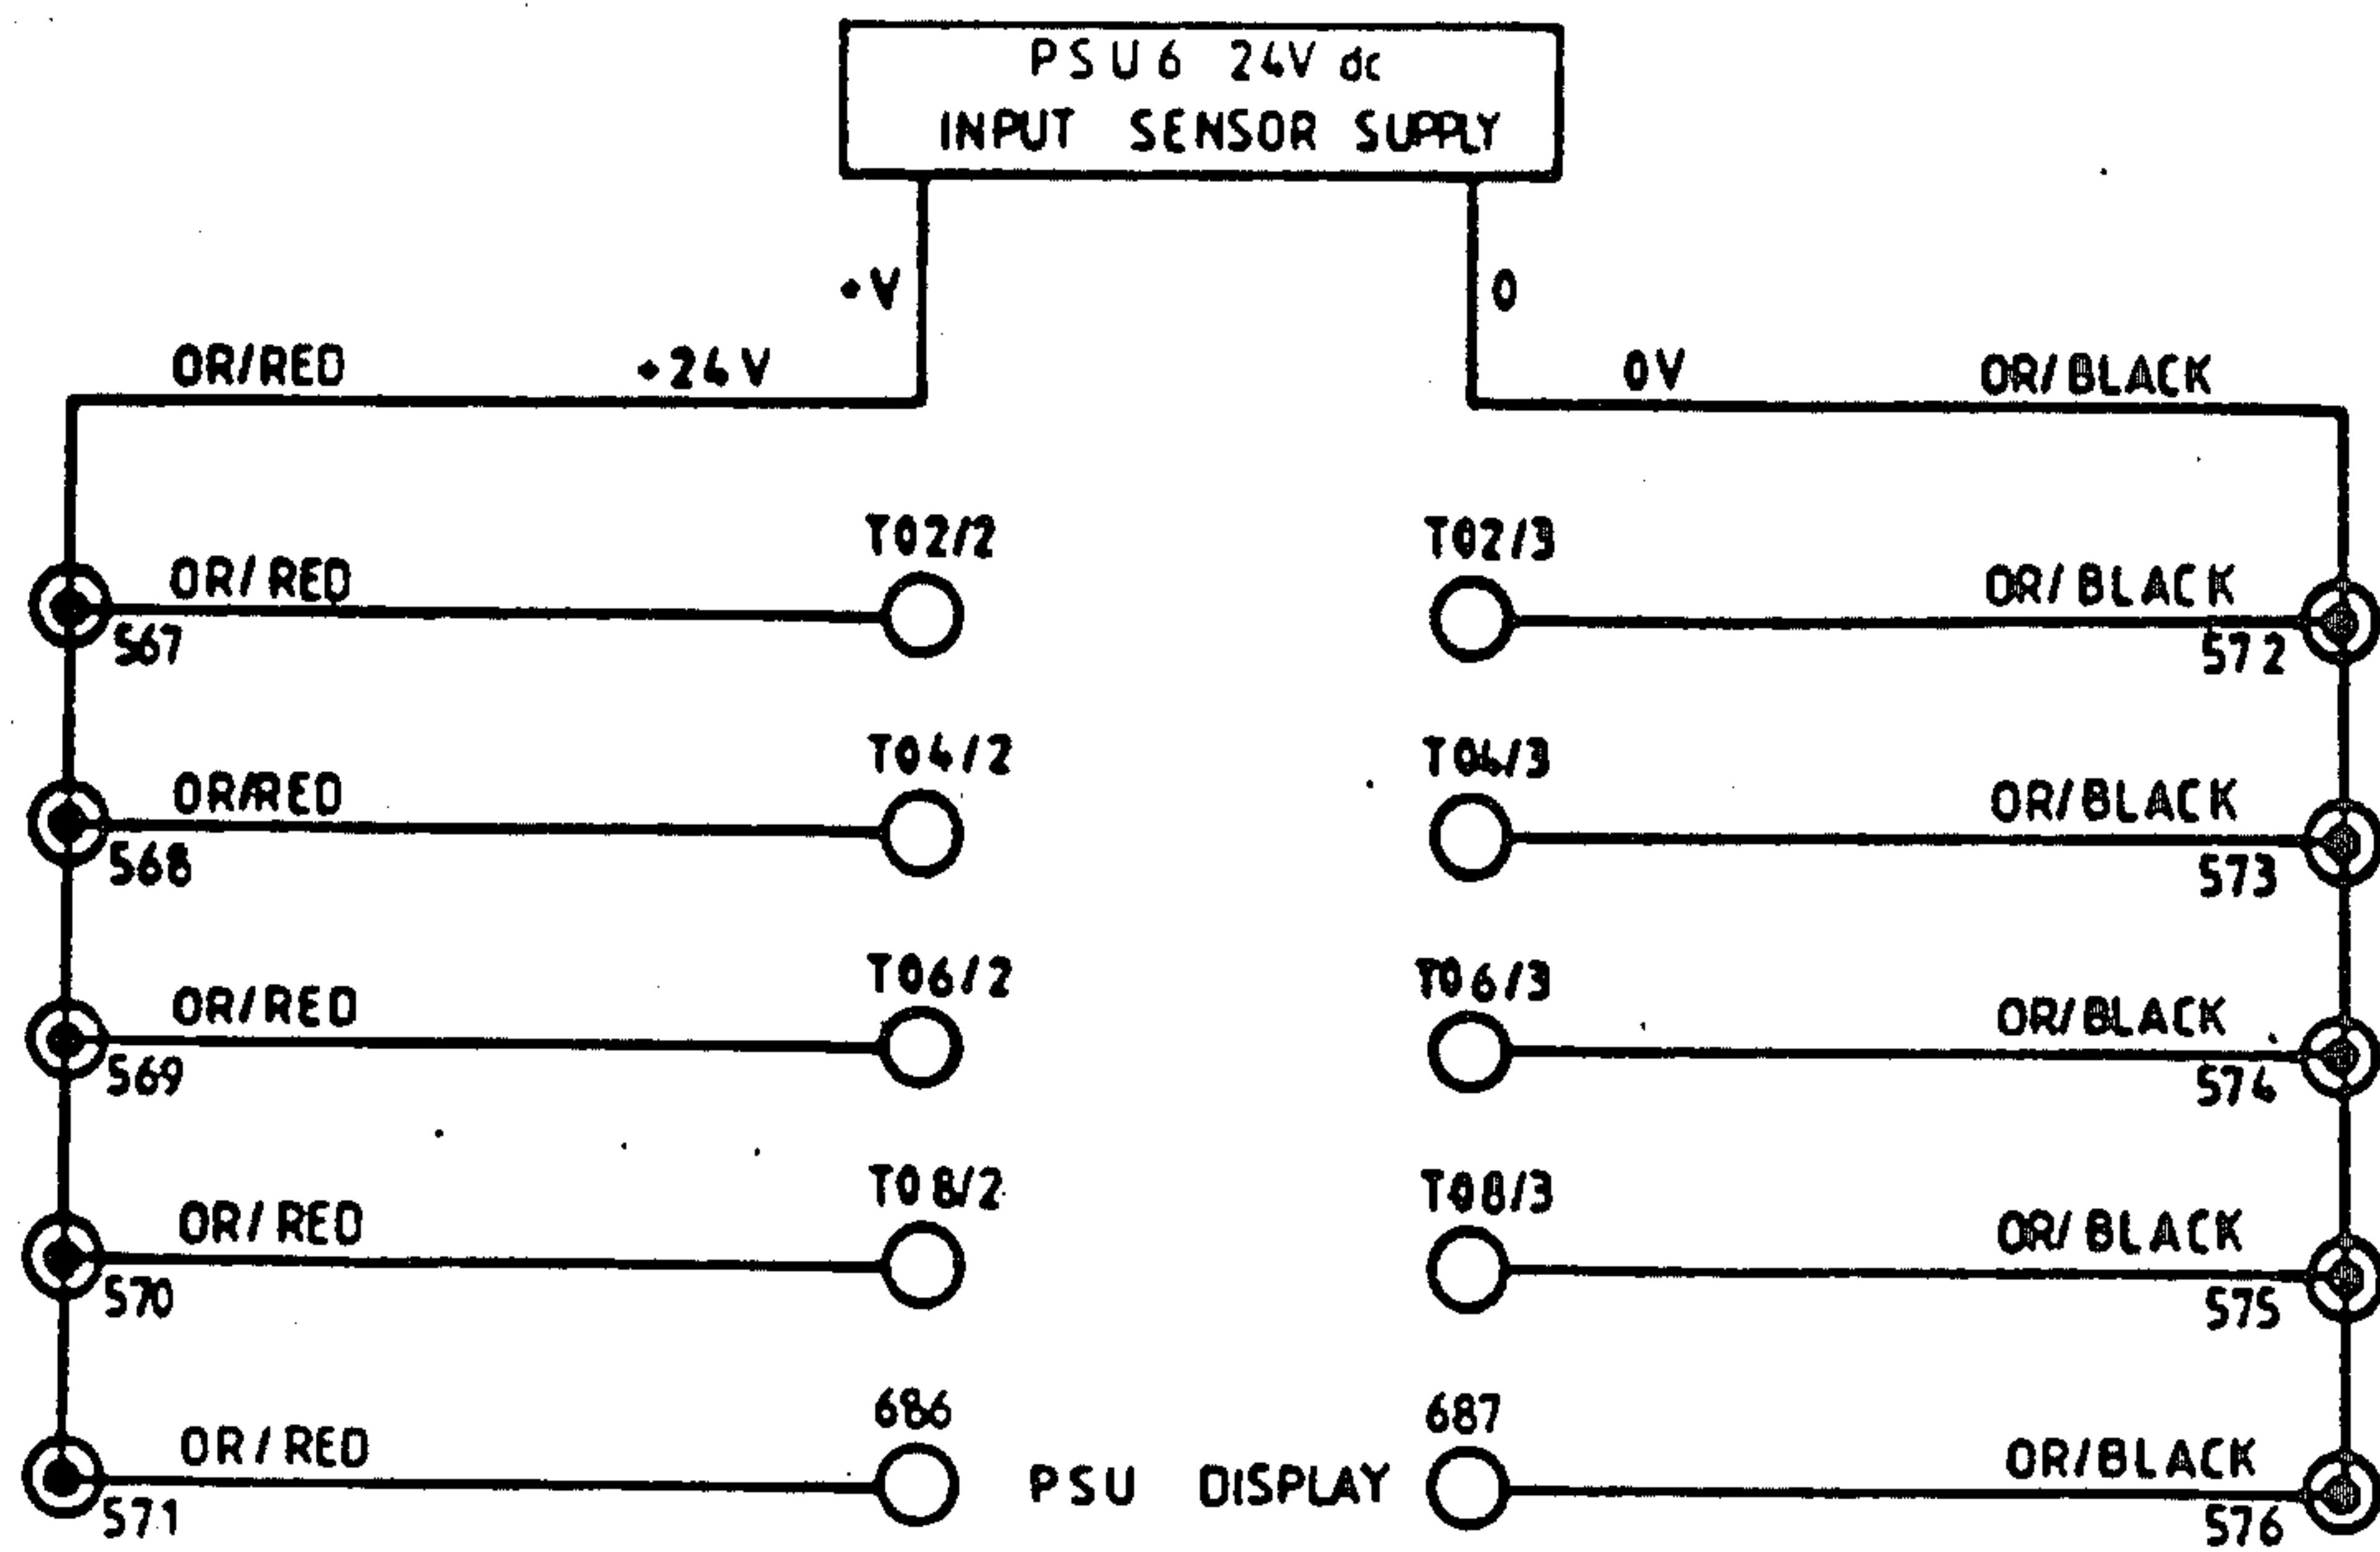 PSU6 24V dc
INPUT SENSOR SUPPLY
+V 0
OR/RED +24V 0V OR/BLACK
T02/2 T02/3
OR/RED OR/BLACK
567 572
T04/2 T04/3
OR/RED OR/BLACK
568 573
T06/2 T06/3
OR/RED OR/BLACK
569 574
T08/2 T08/3
OR/RED OR/BLACK
570 575
686 687
OR/RED PSU DISPLAY OR/BLACK
571 576